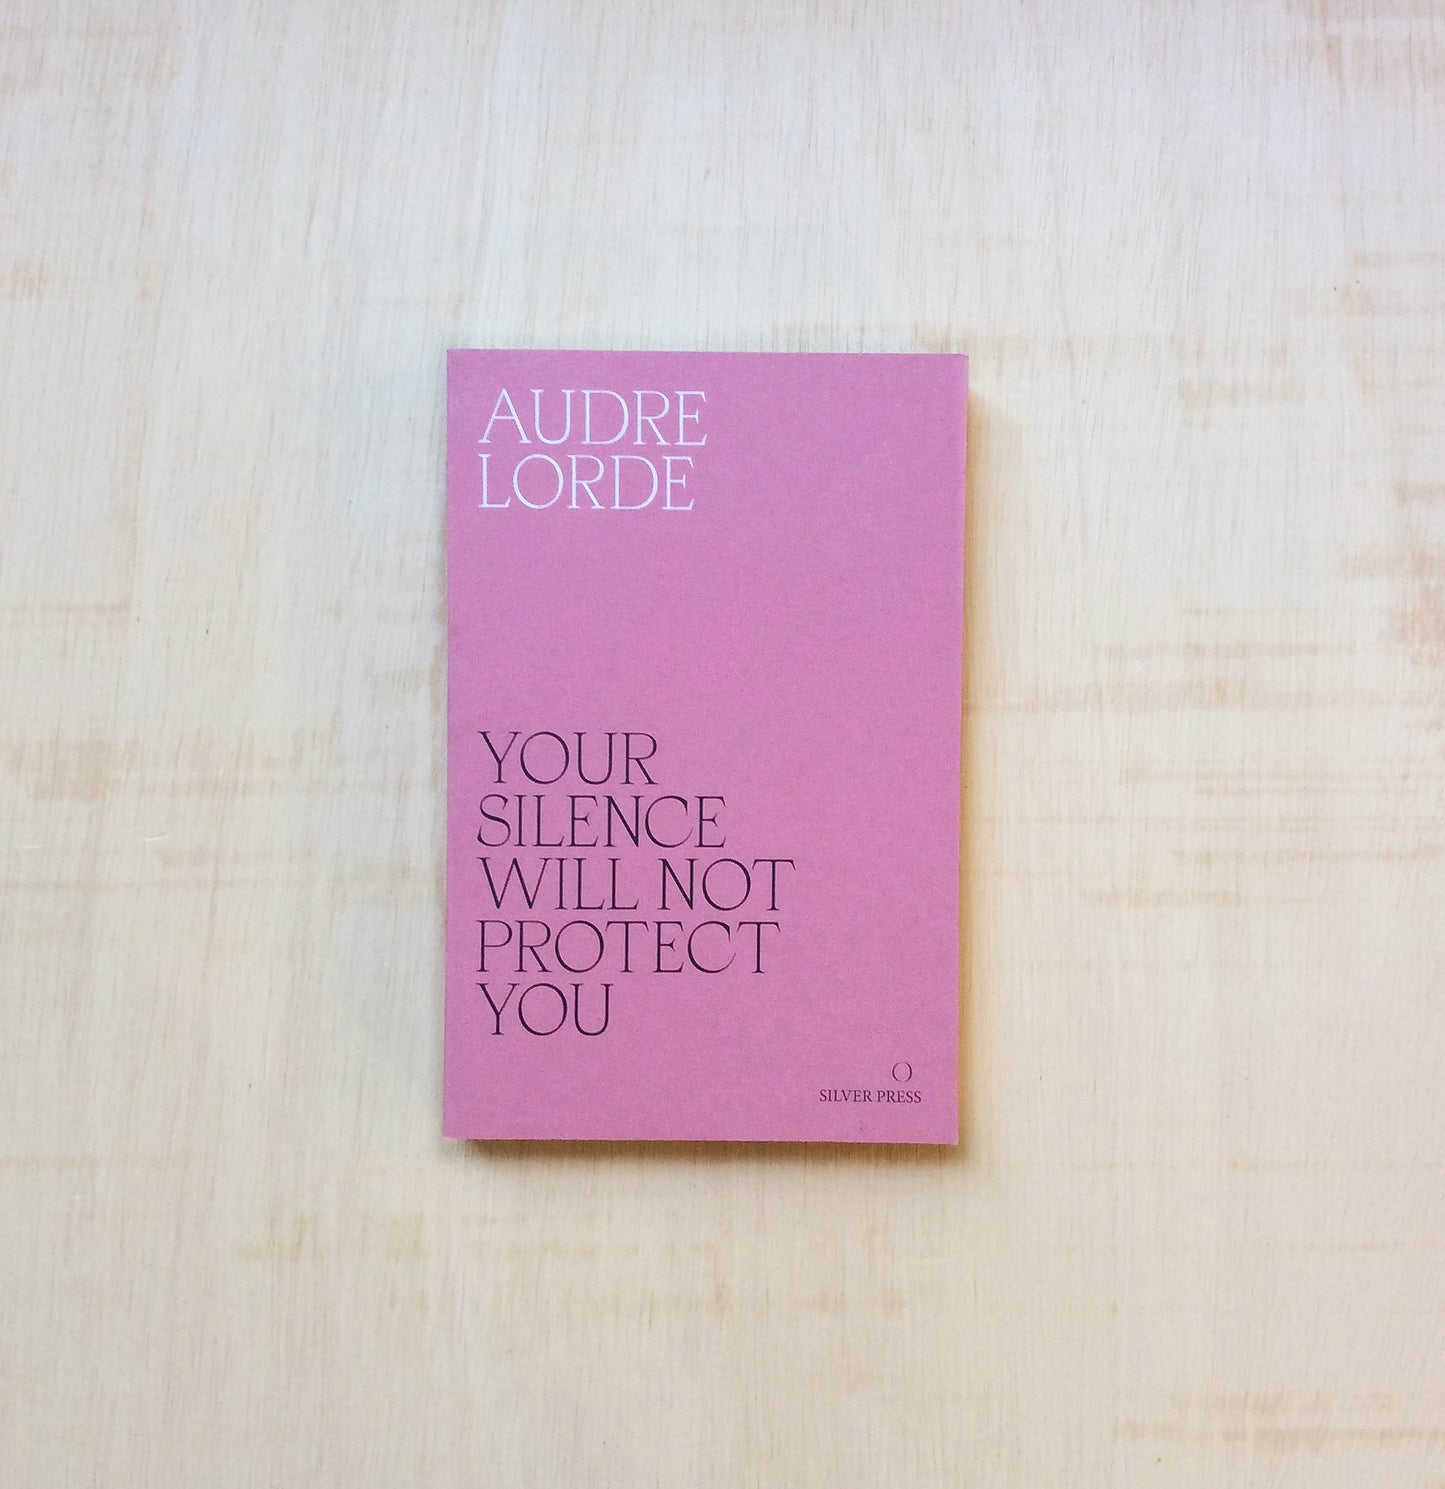 AUDRE
LORDE
YOUR
SILENCE
WILL NOT
PROTECT
YOU
SILVER PRESS